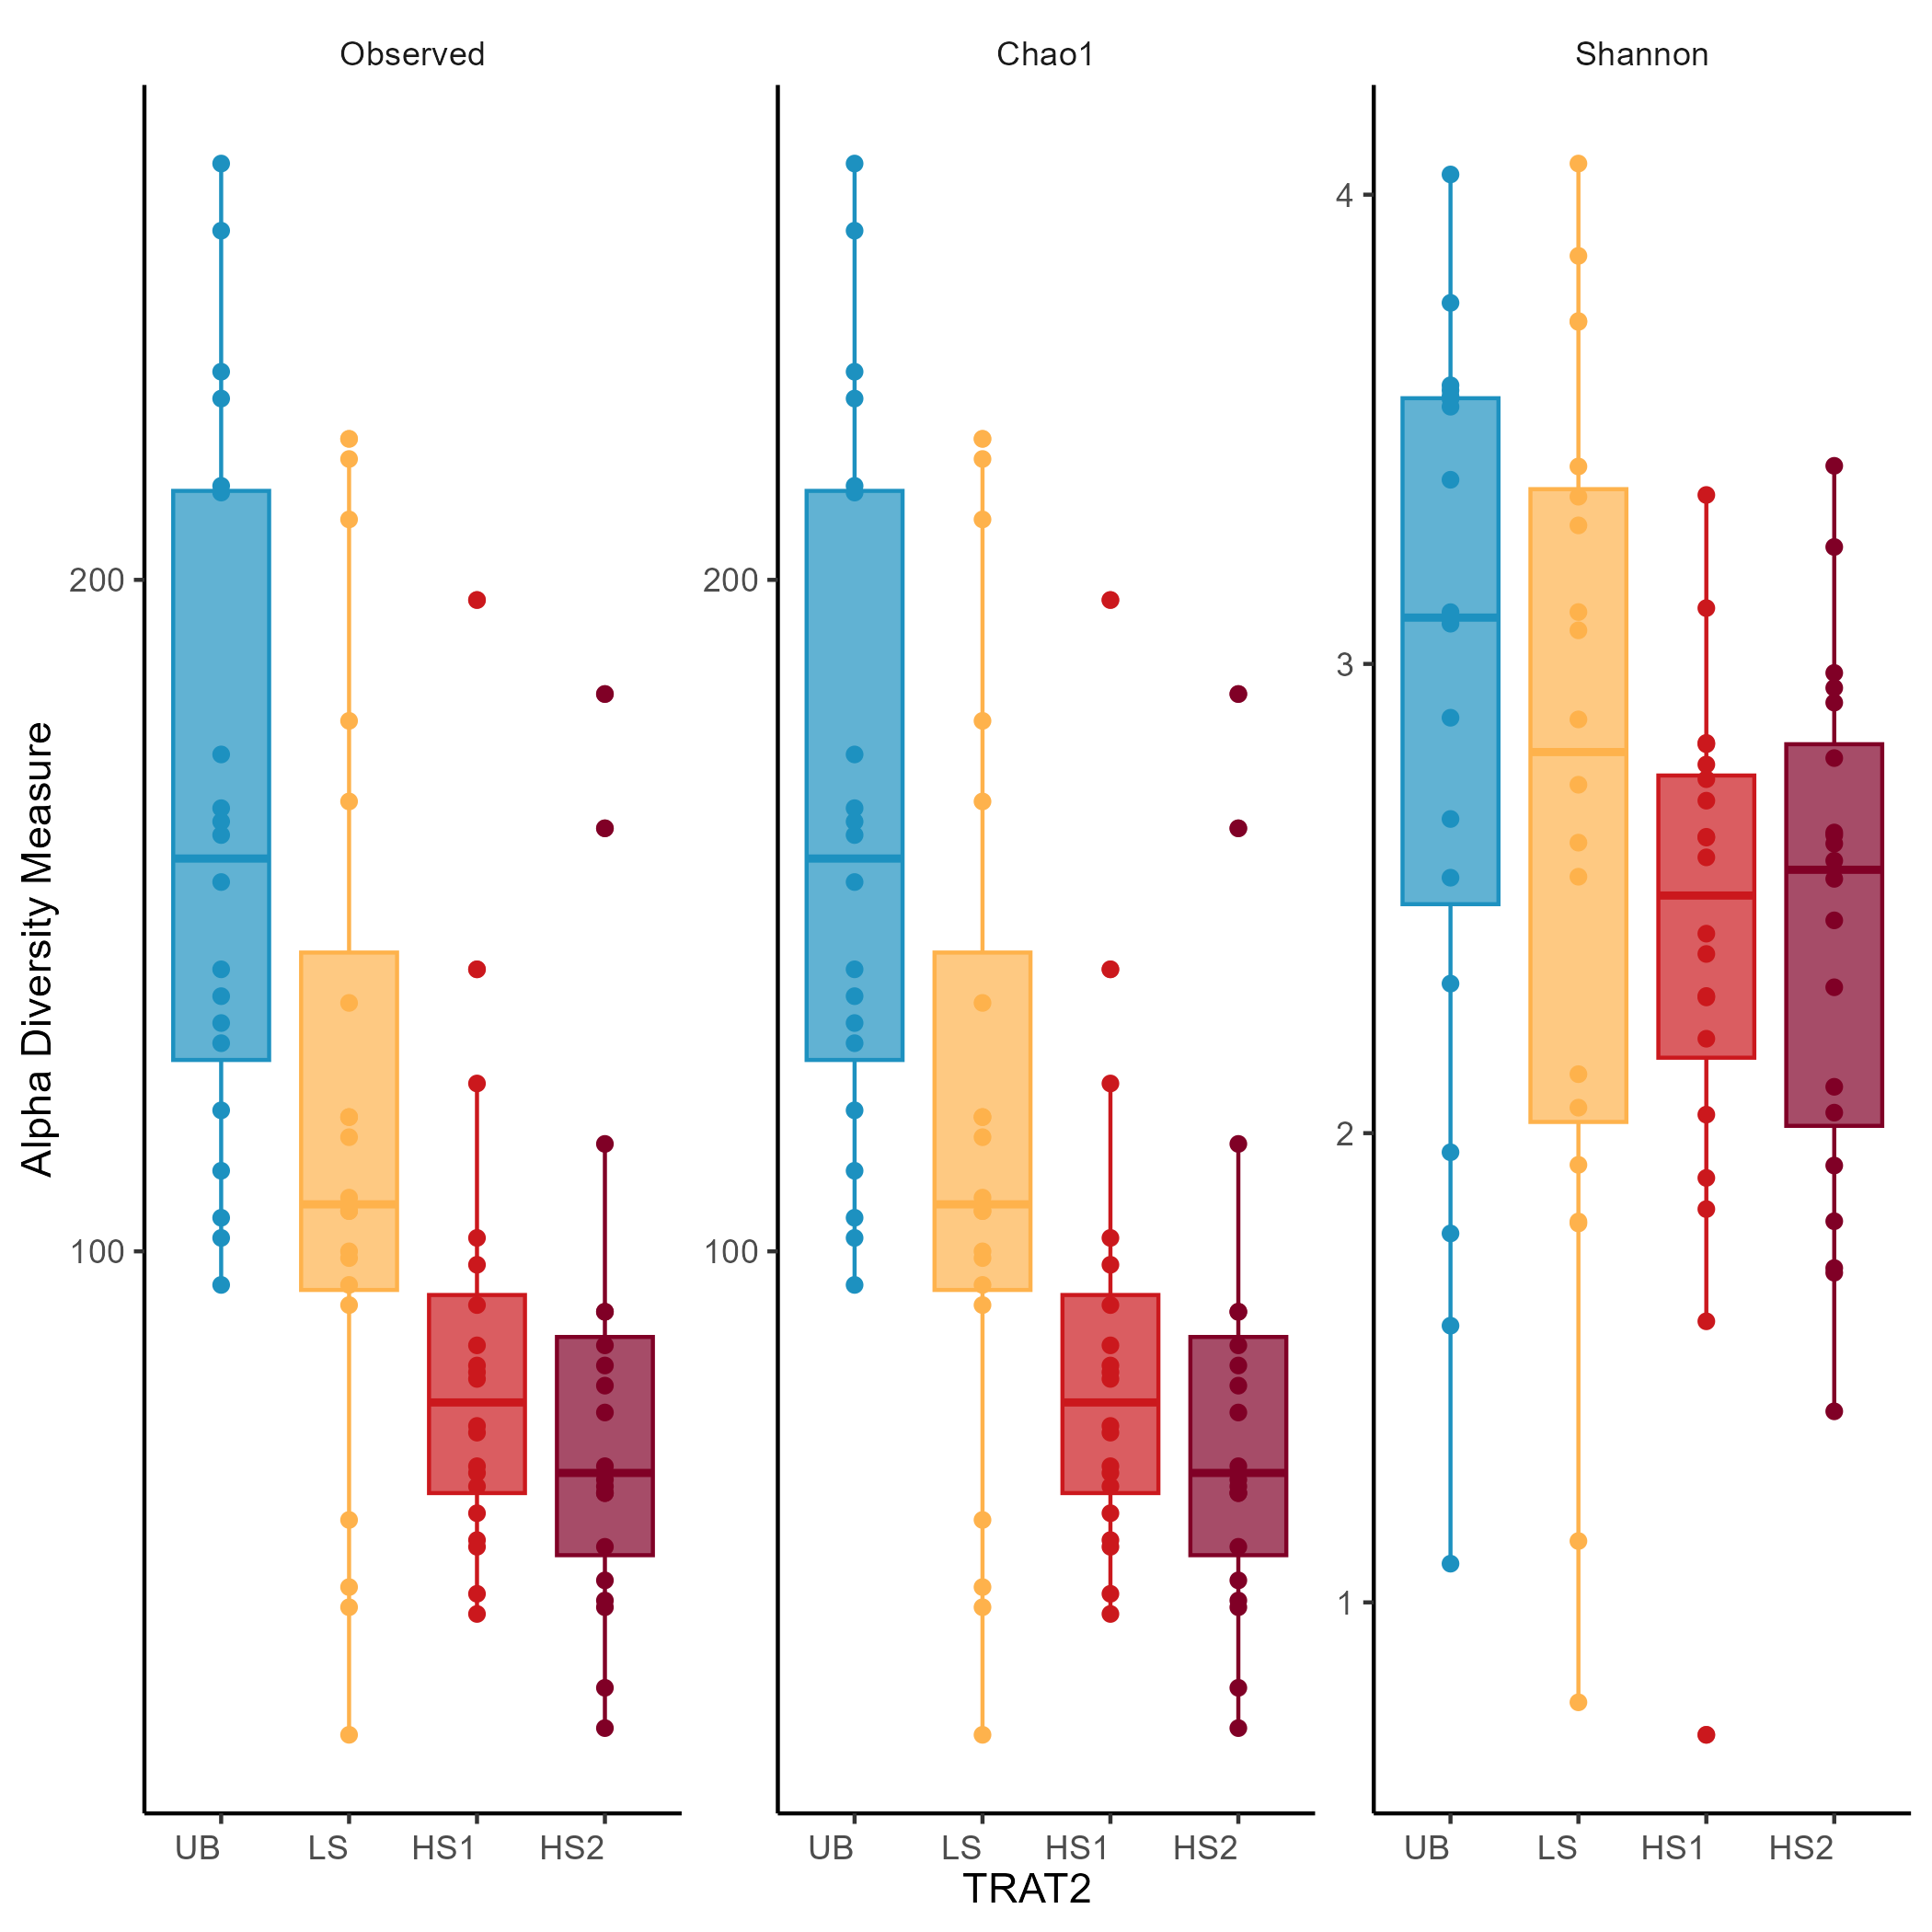 Observed
Chao1
Shannon
Alpha Diversity Measure
200
100
200
100
4
3
2
1
UB LS HS1 HS2
UB LS HS1 HS2
UB LS HS1 HS2
TRAT2